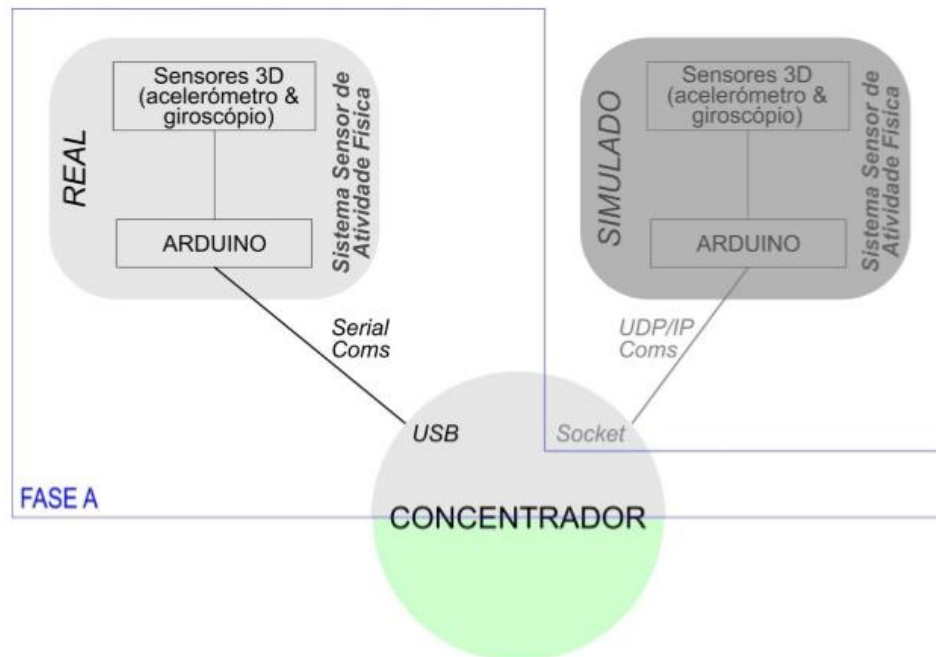 REAL
Sensores 3D
(acelerómetro &
giroscópio)
ARDUINO
Sistema Sensor de
Atividade Física
SIMULADO
Sensores 3D
(acelerómetro &
giroscópio)
ARDUINO
Sistema Sensor de
Atividade Física
Serial
Coms
UDP/IP
Coms
USB
Socket
FASE A
CONCENTRADOR